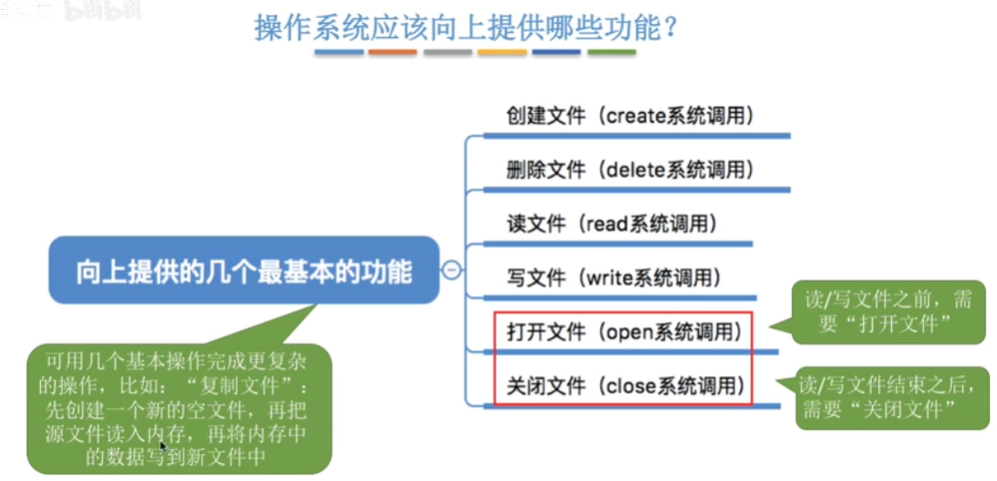 操作系统应该向上提供哪些功能？
创建文件（create系统调用）
删除文件（delete系统调用）
读文件（read系统调用）
向上提供的几个最基本的功能
写文件（write系统调用）
读/写文件之前，需
要“打开文件”
打开文件（open系统调用）
可用几个基本操作完成更复杂
的操作，比如：“复制文件”：
先创建一个新的空文件，再把
源文件读入内存，再将内存中
的数据写到新文件中
关闭文件（close系统调用）
读/写文件结束之后，
需要“关闭文件”